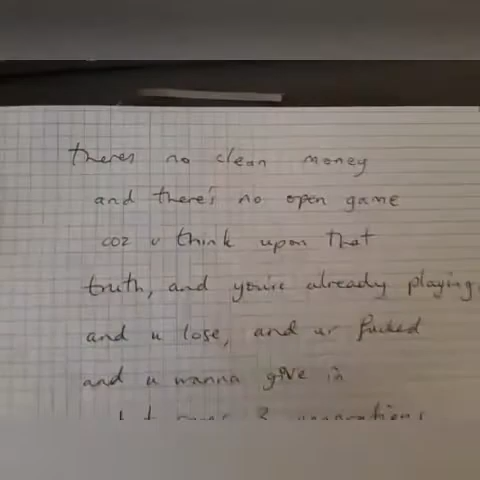 theres no clean money
and there's no open game
coz u think upon that
truth, and you're already playing
and u lose, and ur fucked
and u wanna give in